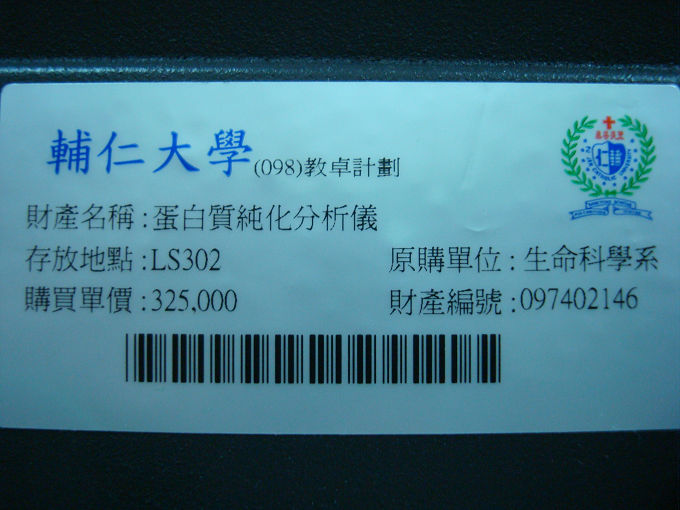 輔仁大學(098)教卓計劃
財產名稱:蛋白質純化分析儀
存放地點:LS302 原購單位:生命科學系
購買單價:325,000 財產編號:097402146